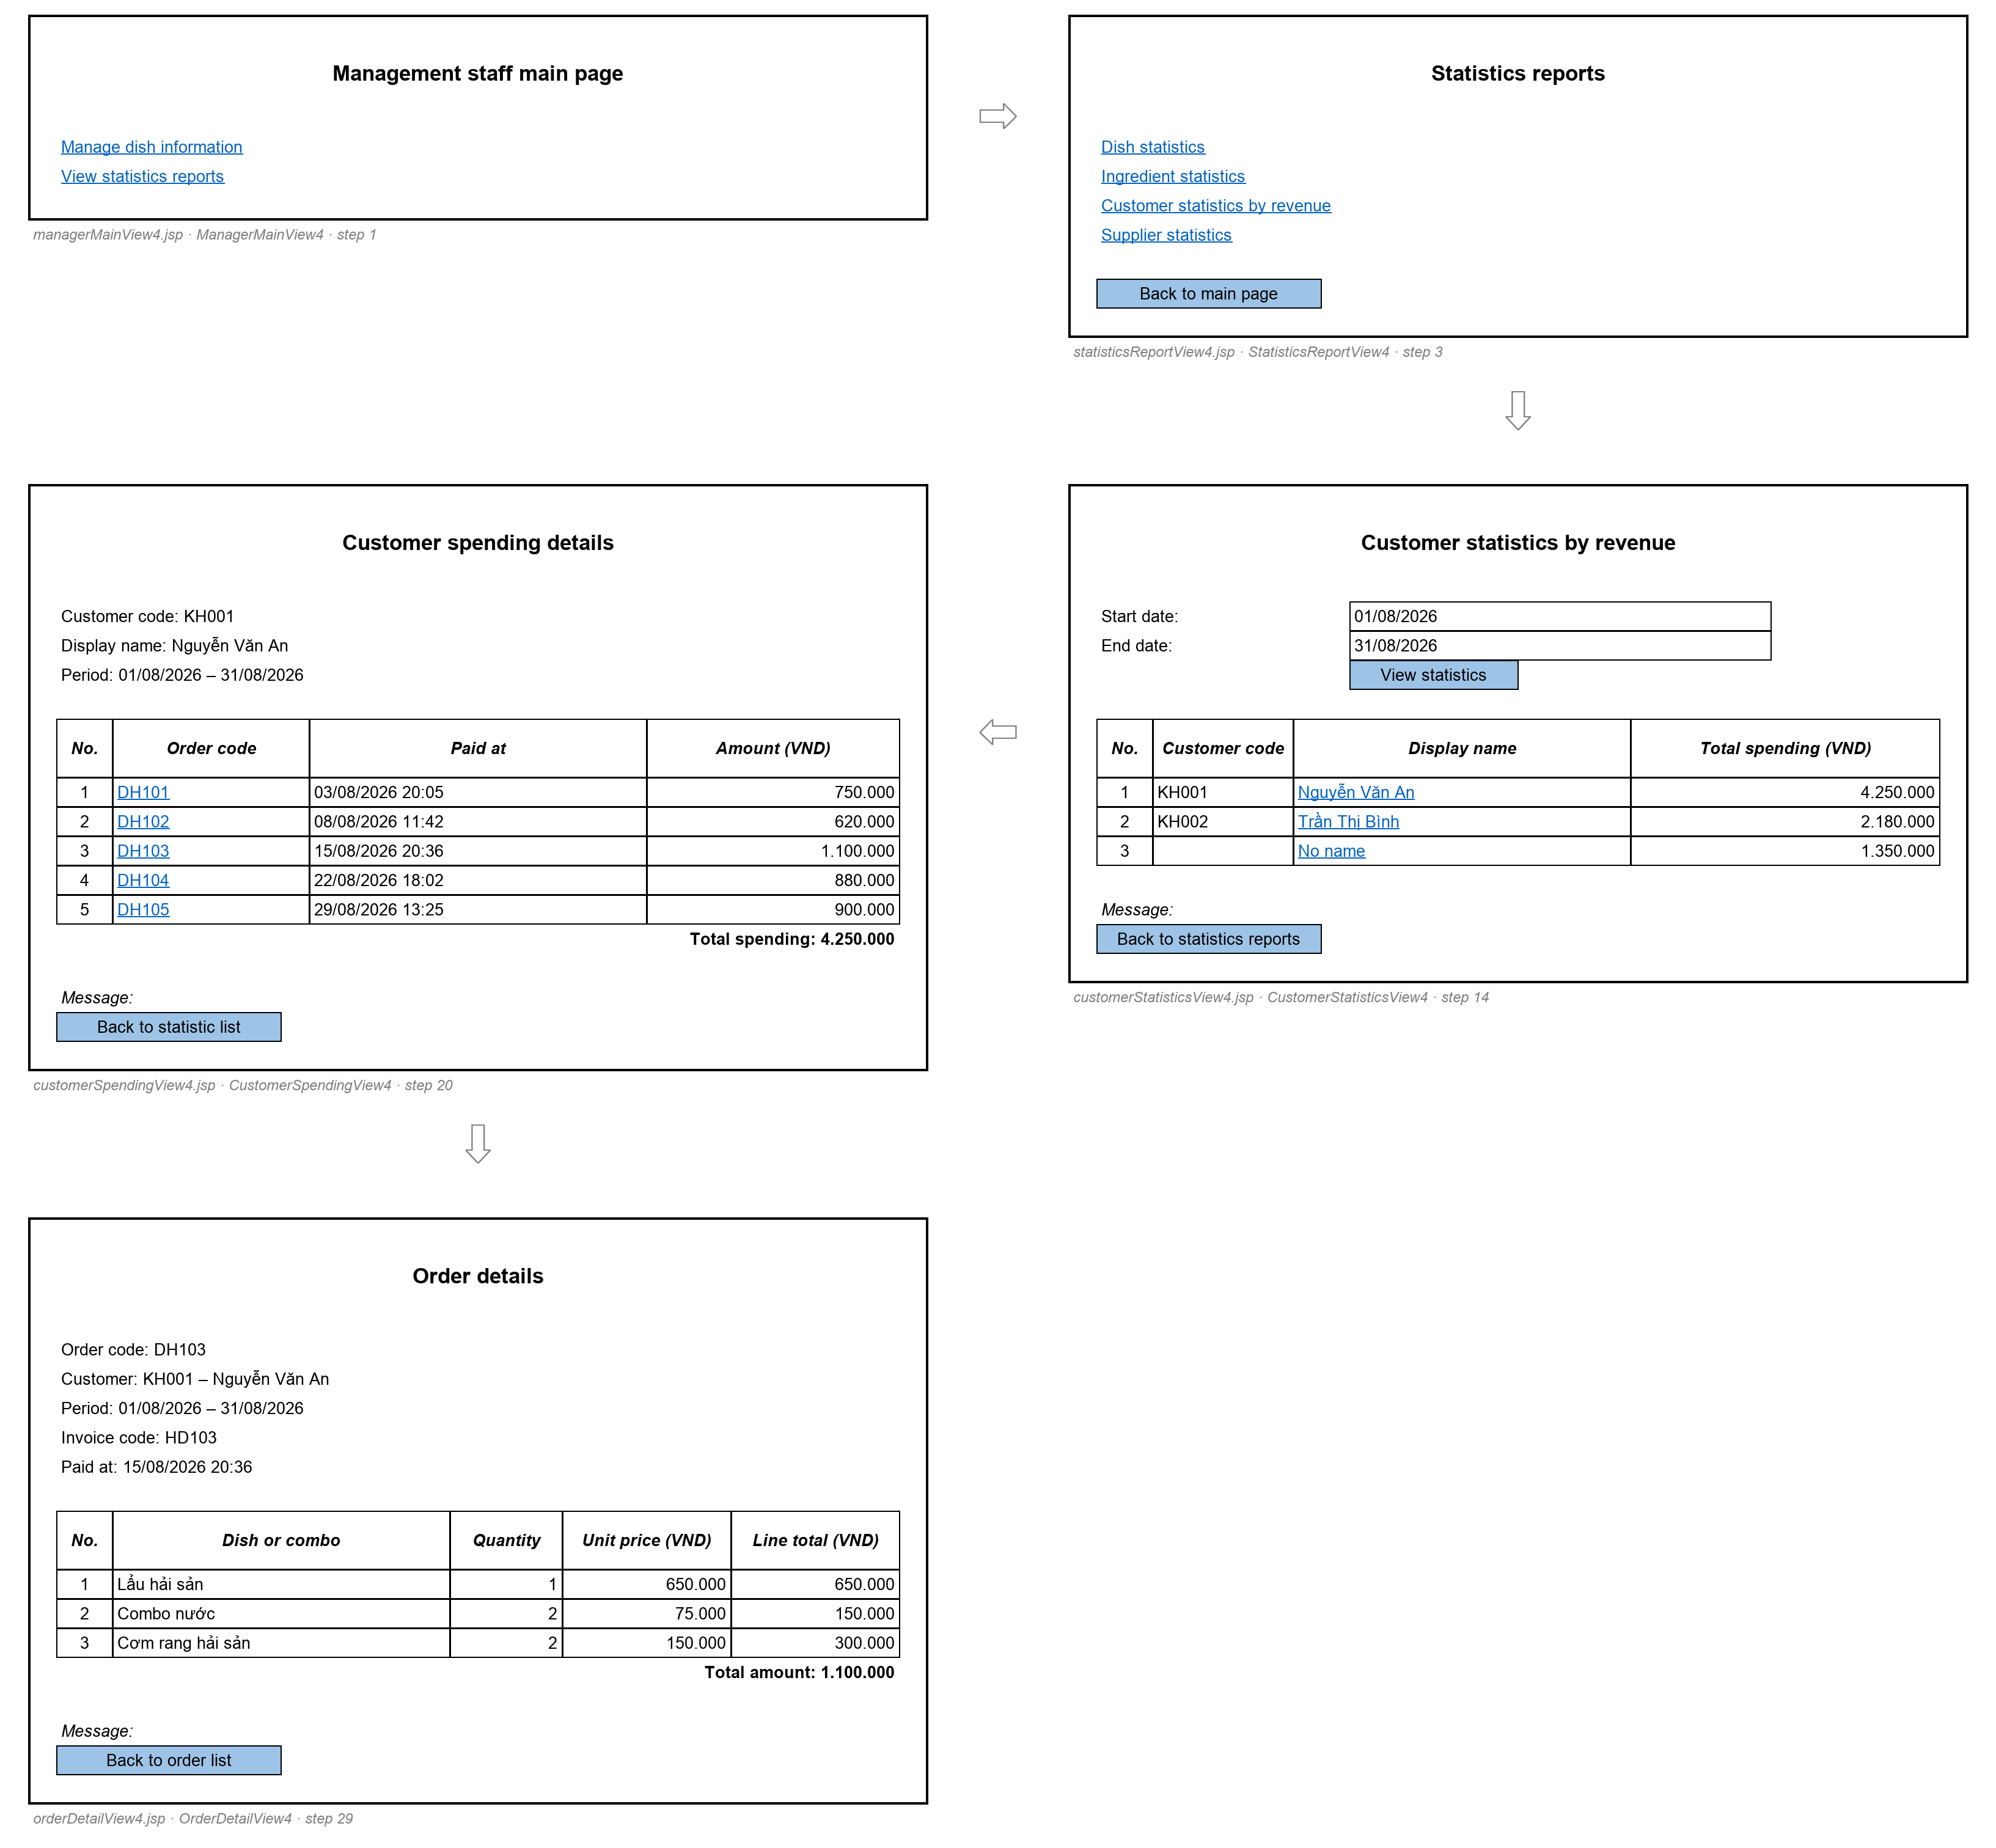 Management staff main page
Manage dish information
View statistics reports
managerMainView4.jsp · ManagerMainView4 · step 1
Statistics reports
Dish statistics
Ingredient statistics
Customer statistics by revenue
Supplier statistics
Back to main page
statisticsReportView4.jsp · StatisticsReportView4 · step 3
Customer statistics by revenue
Start date: 01/08/2026
End date: 31/08/2026
View statistics
No. Customer code Display name Total spending (VND)
1 KH001 Nguyễn Văn An 4.250.000
2 KH002 Trần Thị Bình 2.180.000
3 No name 1.350.000
Message:
Back to statistics reports
customerStatisticsView4.jsp · CustomerStatisticsView4 · step 14
Customer spending details
Customer code: KH001
Display name: Nguyễn Văn An
Period: 01/08/2026 – 31/08/2026
No. Order code Paid at Amount (VND)
1 DH101 03/08/2026 20:05 750.000
2 DH102 08/08/2026 11:42 620.000
3 DH103 15/08/2026 20:36 1.100.000
4 DH104 22/08/2026 18:02 880.000
5 DH105 29/08/2026 13:25 900.000
Total spending: 4.250.000
Message:
Back to statistic list
customerSpendingView4.jsp · CustomerSpendingView4 · step 20
Order details
Order code: DH103
Customer: KH001 – Nguyễn Văn An
Period: 01/08/2026 – 31/08/2026
Invoice code: HD103
Paid at: 15/08/2026 20:36
No. Dish or combo Quantity Unit price (VND) Line total (VND)
1 Lẩu hải sản 1 650.000 650.000
2 Combo nước 2 75.000 150.000
3 Cơm rang hải sản 2 150.000 300.000
Total amount: 1.100.000
Message:
Back to order list
orderDetailView4.jsp · OrderDetailView4 · step 29